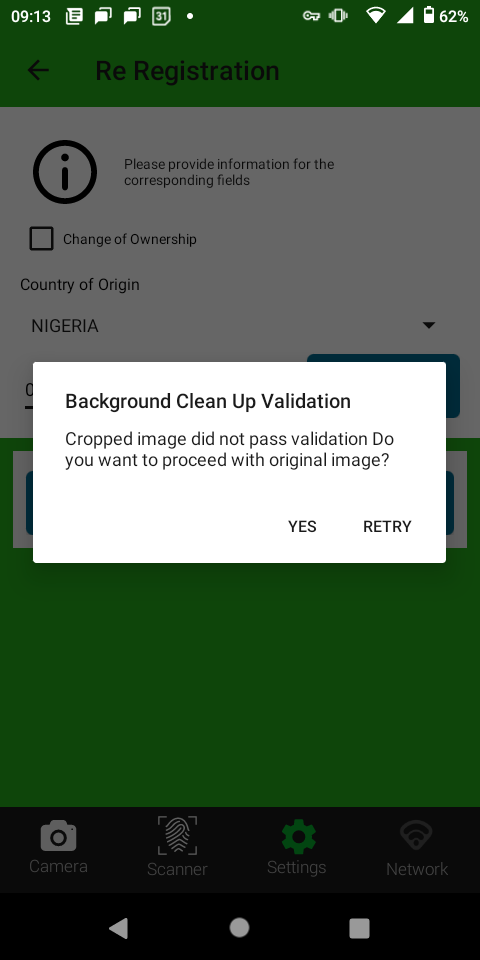 09:13
31
62%
Re Registration
Please provide information for the
corresponding fields
Change of Ownership
Country of Origin
NIGERIA
0
Background Clean Up Validation
Cropped image did not pass validation Do
you want to proceed with original image?
YES
RETRY
Camera
Scanner
Settings
Network